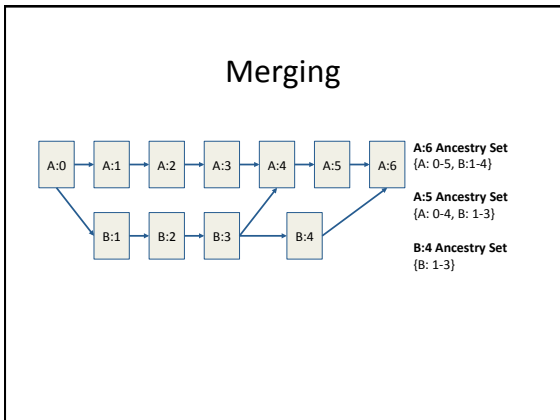 Merging
A:0 A:1 A:2 A:3 A:4 A:5 A:6
B:1 B:2 B:3 B:4
A:6 Ancestry Set
{A: 0-5, B:1-4}
A:5 Ancestry Set
{A: 0-4, B: 1-3}
B:4 Ancestry Set
{B: 1-3}